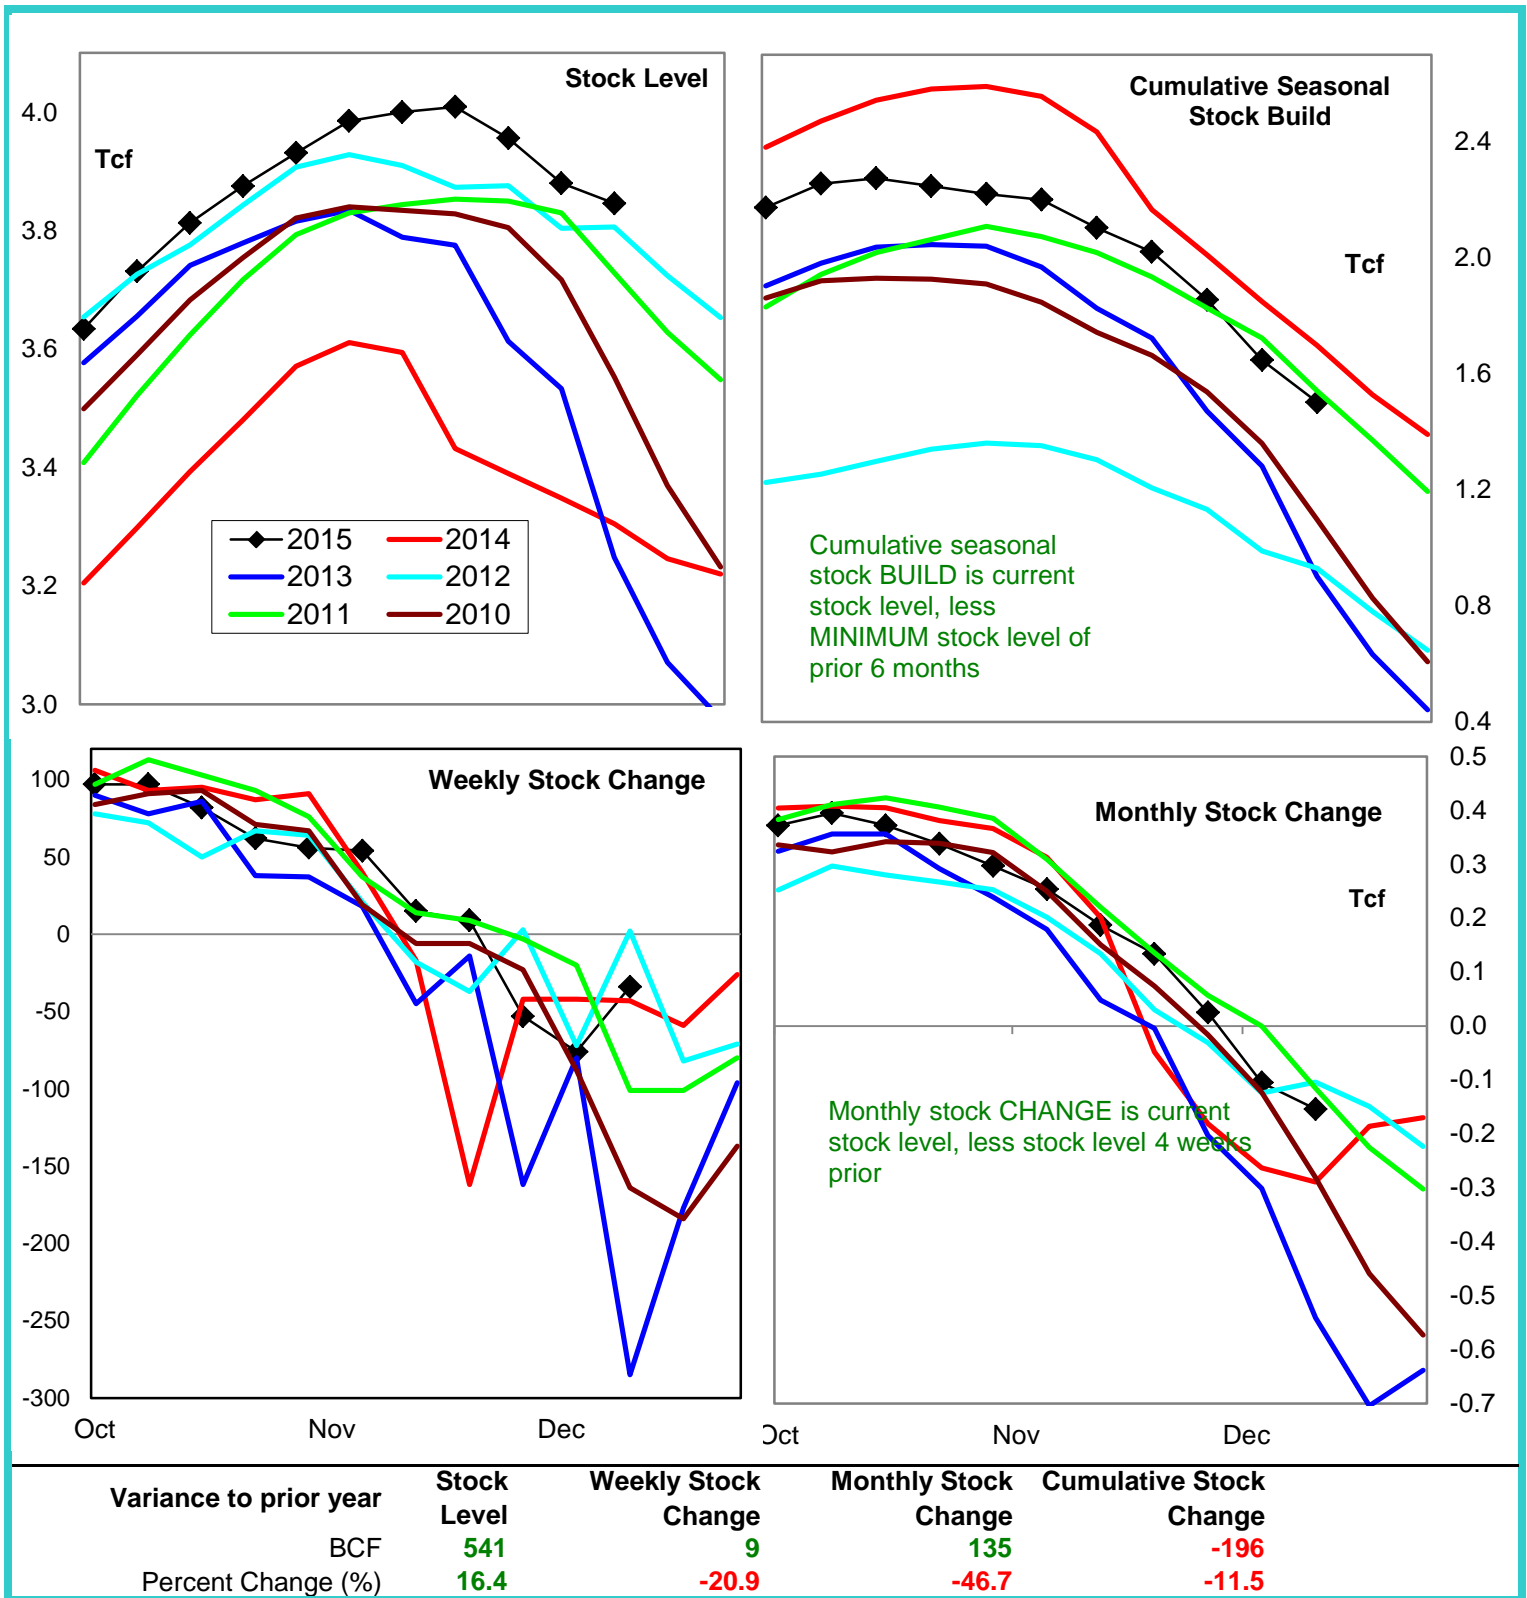 Stock Level
Tcf
4.0
3.8
3.6
3.4
3.2
3.0
2015
2014
2013
2012
2011
2010
Cumulative Seasonal
Stock Build
Tcf
2.4
2.0
1.6
1.2
0.8
0.4
Cumulative seasonal
stock BUILD is current
stock level, less
MINIMUM stock level of
prior 6 months
Weekly Stock Change
100
50
0
-50
-100
-150
-200
-250
-300
Oct
Nov
Dec
Monthly Stock Change
Tcf
0.5
0.4
0.3
0.2
0.1
0.0
-0.1
-0.2
-0.3
-0.4
-0.5
-0.6
-0.7
Monthly stock CHANGE is current
stock level, less stock level 4 weeks
prior
Oct
Nov
Dec
Variance to prior year
Stock Level
Weekly Stock Change
Monthly Stock Change
Cumulative Stock Change
BCF 541 9 135 -196
Percent Change (%) 16.4 -20.9 -46.7 -11.5